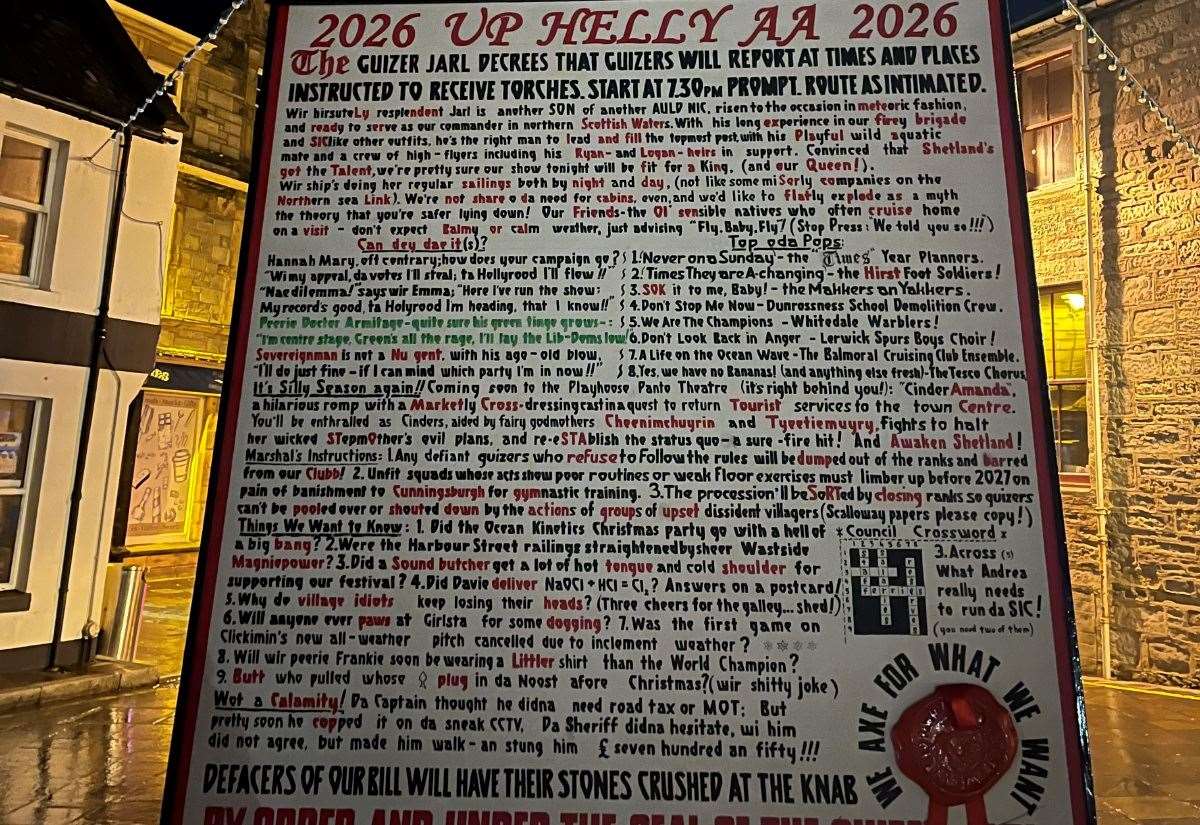 2026 UP HELLY AA 2026
The GUIZER JARL DECREES THAT GUIZERS WILL REPORT AT TIMES AND PLACES
INSTRUCTED TO RECEIVE TORCHES. START AT 7.30PM PROMPT. ROUTE AS INTIMATED.
Wir hirsuteLy resplendent Jarl is another SON of another AULD NIC, risen to the occasion in meteoric fashion,
and ready to serve as our commander in northern Scottish Waters. With his long experience in our firey brigade
and SIClike other outfits, he's the right man to lead and fill the topmost post, with his Playful wild aquatic
mate and a crew of high-flyers including his Ryan- and Logan-heirs in support. Convinced that Shetland's
got the Talent, we're pretty sure our show tonight will be fit for a King, (and our Queen!).
Wir ship's doing her regular sailings both by night and day, (not like some miSerly companies on the
Northern sea Link). We're not share o da need for cabins, even, and we'd like to flatly explode as a myth
the theory that you're safer lying down! Our Friends-the Ol' sensible natives who often cruise home
on a visit - don't expect Balmy or calm weather, just advising "Fly, Baby, Fly? (Stop Press: We told you so!!!)
Can dey dae it(s)?
Hannah Mary, off centrary; how does your campaign go?
"Wi my appeal, da votes I'll steal; ta Hollyrood I'll flow!!"
"Nae dilemma!" says wir Emma; "Here I've run the show:
My record's good, ta Holyrood I'm heading, that I know!!"
Peerie Doctor Armitage-quite sure his green tinge grows-:
"I'm centre stage, Green's all the rage, I'll lay the Lib-Dems low!
Sovereignman is not a Nu gent, with his age-old blow,
"I'll do just fine-if I can mind which party I'm in now!!"
Top o da Pops:
1. Never on a Sunday - the "Times" Year Planners.
2. Times They are A-changing - the Hirst Foot Soldiers!
3. SOK it to me, Baby! - the Makkers an Yakkers.
4. Don't Stop Me Now - Dunrossness School Demolition Crew.
5. We Are The Champions - Whitedale Warblers!
6. Don't Look Back in Anger - Lerwick Spurs Boys Choir!
7. A Life on the Ocean Wave - The Balmoral Cruising Club Ensemble.
8. Yes, we have no Bananas! (and anything else fresh)-The Tesco Chorus
It's Silly Season again!! Coming soon to the Playhouse Panto Theatre (its right behind you!): "Cinder Amanda",
a hilarious romp with a Marketly Cross-dressing cast in a quest to return Tourist services to the town Centre.
You'll be enthralled as Cinders, aided by fairy godmothers Cheenimchuyrin and Tyeetiemuyry, fights to halt
her wicked STepmOther's evil plans, and re-eSTABlish the status quo-a sure-fire hit! And Awaken Shetland!
Marshal's Instructions: 1. Any defiant guizers who refuse to Follow the rules will be dumped out of the ranks and barred
from our Clubb! 2. Unfit squads whose acts show poor routines or weak Floor exercises must limber up before 2027 on
pain of banishment to Cunningsburgh for gymnastic training. 3. The procession'll be SoRTed by closing ranks so guizers
can't be pooled over or shouted down by the actions of groups of upset dissident villagers (Scalloway papers please copy!)
Things We Want to Know: 1. Did the Ocean Kinetics Christmas party go with a hell of
a big bang? 2. Were the Harbour Street railings straightened by sheer Wastside
Magniepower? 3. Did a Sound butcher get a lot of hot tongue and cold shoulder for
supporting our festival? 4. Did Davie deliver NaOCl + HCl = Cl2? Answers on a postcard!
5. Why do village idiots keep losing their heads? (Three cheers for the galley... shed!)
6. Will anyone ever paws at Girlsta for some dogging? 7. Was the first game on
Clickimin's new all-weather pitch cancelled due to inclement weather?
8. Will wir peerie Frankie soon be wearing a Littler shirt than the World Champion?
9. Butt who pulled whose plug in da Noost afore Christmas? (wir shitty joke)
* Council Crossword *
3. Across (5)
What Andrea
really needs
to run da SIC!
(you need two of them)
Wot a Calamity! Da Captain thought he didna need road tax or MOT: But
pretty soon he copped it on da sneak CCTV. Da Sheriff didna hesitate, wi him
did not agree, but made him walk-an stung him £ seven hundred an fifty!!!
WE AXE FOR WHAT WE WANT
DEFACERS OF OUR BILL WILL HAVE THEIR STONES CRUSHED AT THE KNAB
BY ORDER AND UNDER THE SEAL OF THE GUIZER